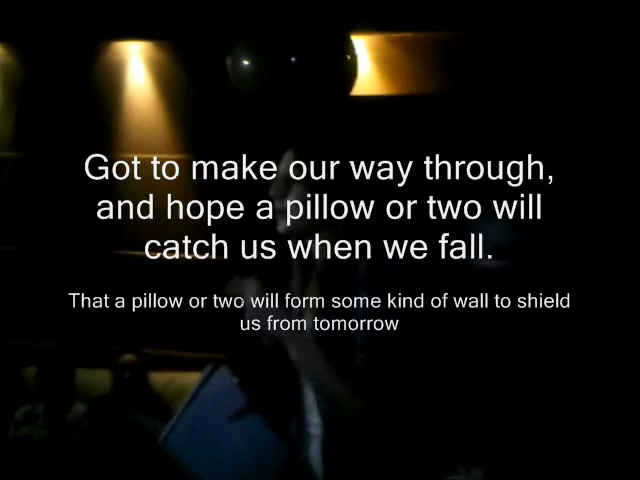 Got to make our way through,
and hope a pillow or two will
catch us when we fall.
That a pillow or two will form some kind of wall to shield
us from tomorrow